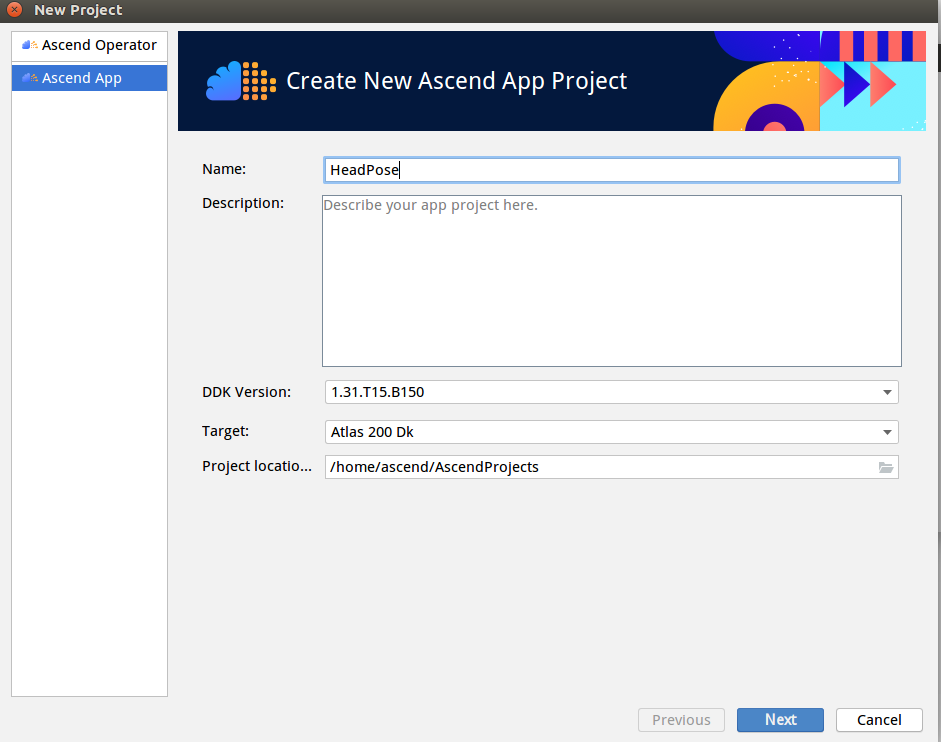 New Project
Ascend Operator
Ascend App
Create New Ascend App Project
Name:
HeadPose
Description:
Describe your app project here.
DDK Version:
1.31.T15.B150
Target:
Atlas 200 Dk
Project locatio...
/home/ascend/AscendProjects
Previous
Next
Cancel